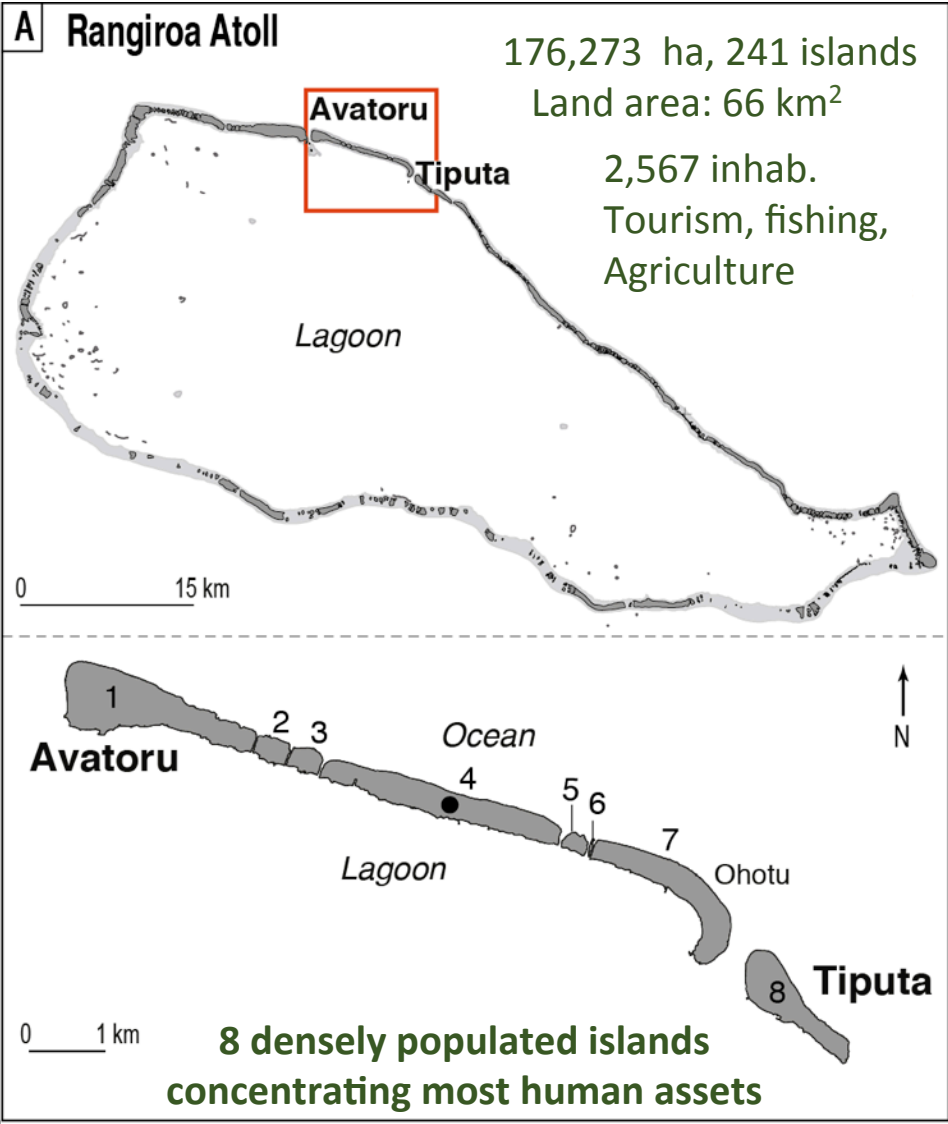 A Rangiroa Atoll
176,273 ha, 241 islands
Land area: 66 km²
2,567 inhab.
Tourism, fishing,
Agriculture
Avatoru
Tiputa
Lagoon
0 15 km
1
2
3
Avatoru
Ocean
N
4
5
6
7
Lagoon
Ohotu
8
Tiputa
0 1 km
8 densely populated islands
concentrating most human assets